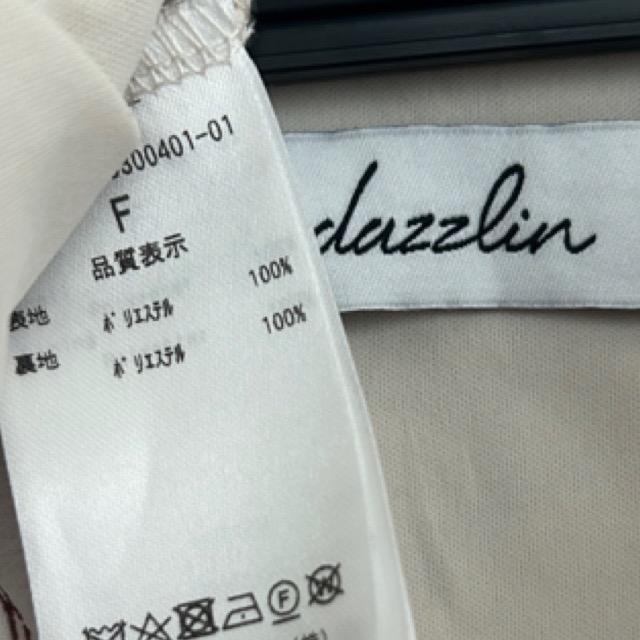 300401-01
F
品質表示
表地 ポリエステル 100%
裏地 ポリエステル 100%
F
dazzlin